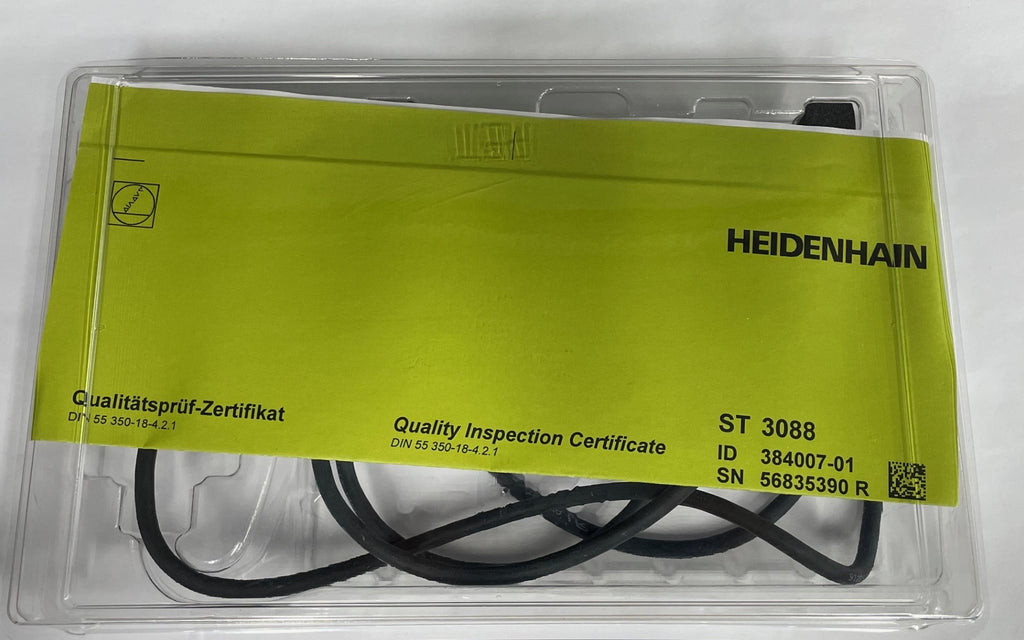 HEIDENHAIN
Qualitätsprüf-Zertifikat
DIN 55 350-18-4.2.1
Quality Inspection Certificate
DIN 55 350-18-4.2.1
ST 3088
ID 384007-01
SN 56835390 R